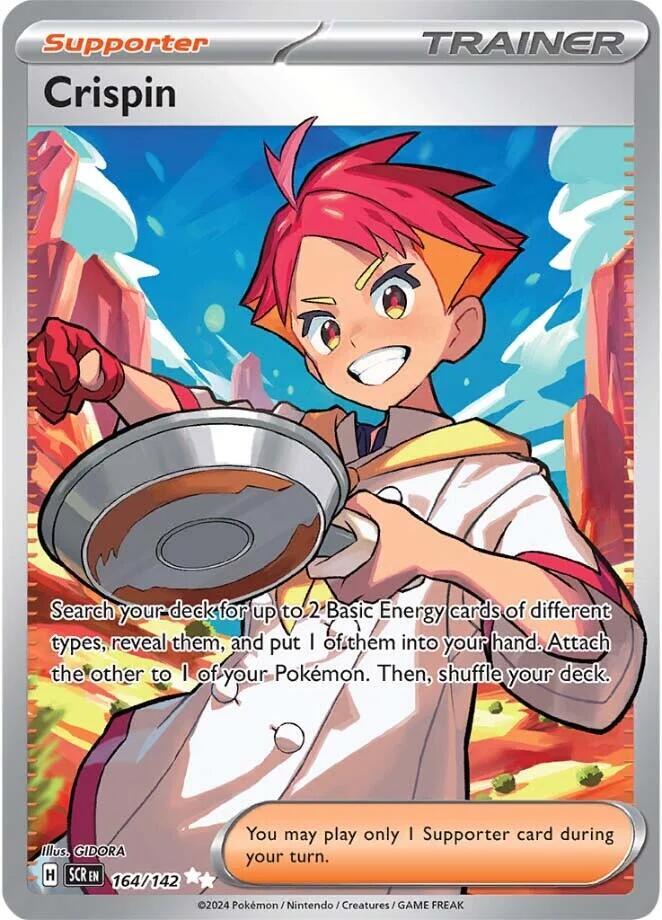 Supporter
TRAINER
Crispin
Search your deck for up to 2 Basic Energy cards of different
types, reveal them, and put 1 of them into your hand. Attach
the other to 1 of your Pokémon. Then, shuffle your deck.
You may play only 1 Supporter card during
your turn.
Illus. GIDORA
H SCR EN 164/142
©2024 Pokémon / Nintendo / Creatures / GAME FREAK